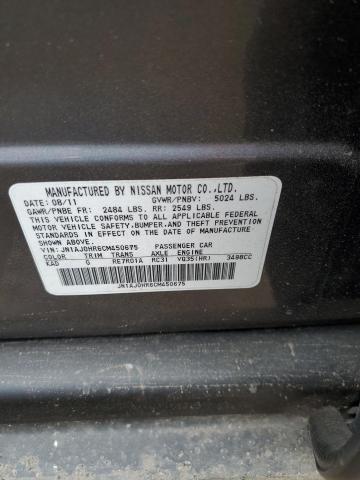 MANUFACTURED BY NISSAN MOTOR CO.,LTD.
DATE: 08/11 GVWR/PNBV: 5024 LBS.
GAWR/PNBE FR: 2484 LBS. RR: 2549 LBS.
THIS VEHICLE CONFORMS TO ALL APPLICABLE FEDERAL
MOTOR VEHICLE SAFETY,BUMPER,AND THEFT PREVENTION
STANDARDS IN EFFECT ON THE DATE OF MANUFACTURE
SHOWN ABOVE.
VIN: JN1AJ0HR6CM450675 PASSENGER CAR
COLOR TRIM TRANS AXLE ENGINE
KAD G RE7R01A RC31 VQ35(HR) 3498CC
JN1AJ0HR6CM450675